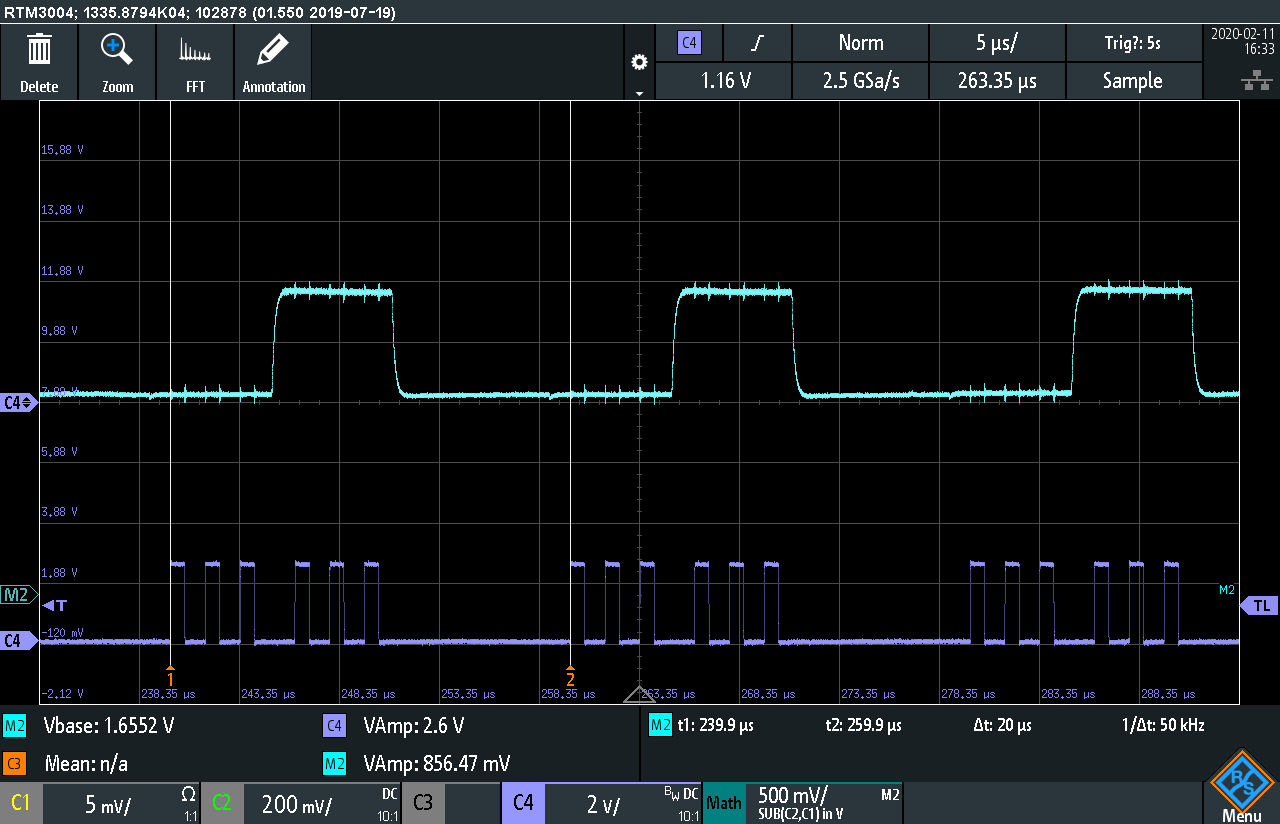 RTM3004; 1335.8794K04; 102878 (01.550 2019-07-19)
Delete Zoom FFT Annotation
C4 Norm 5 µs/ Trig?: 5s
1.16 V 2.5 GSa/s 263.35 µs Sample
2020-02-11
16:33
15,88 V
13,88 V
11,88 V
9,88 V
7,88 V
C4
5,88 V
3,88 V
1,88 V
M2 M2
T TL
C4 -120 mV
1 2
-2,12 V 238,35 µs 243,35 µs 248,35 µs 253,35 µs 258,35 µs 263,35 µs 268,35 µs 273,35 µs 278,35 µs 283,35 µs 288,35 µs
M2 Vbase: 1.6552 V C4 VAmp: 2.6 V M2 t1: 239.9 µs t2: 259.9 µs Δt: 20 µs 1/Δt: 50 kHz
C3 Mean: n/a M2 VAmp: 856.47 mV
C1 5 mV/ Ω 1:1 C2 200 mV/ DC 10:1 C3 C4 2 V/ BW DC 10:1 Math 500 mV/ M2
SUB(C2,C1) in V
R&S
Menu